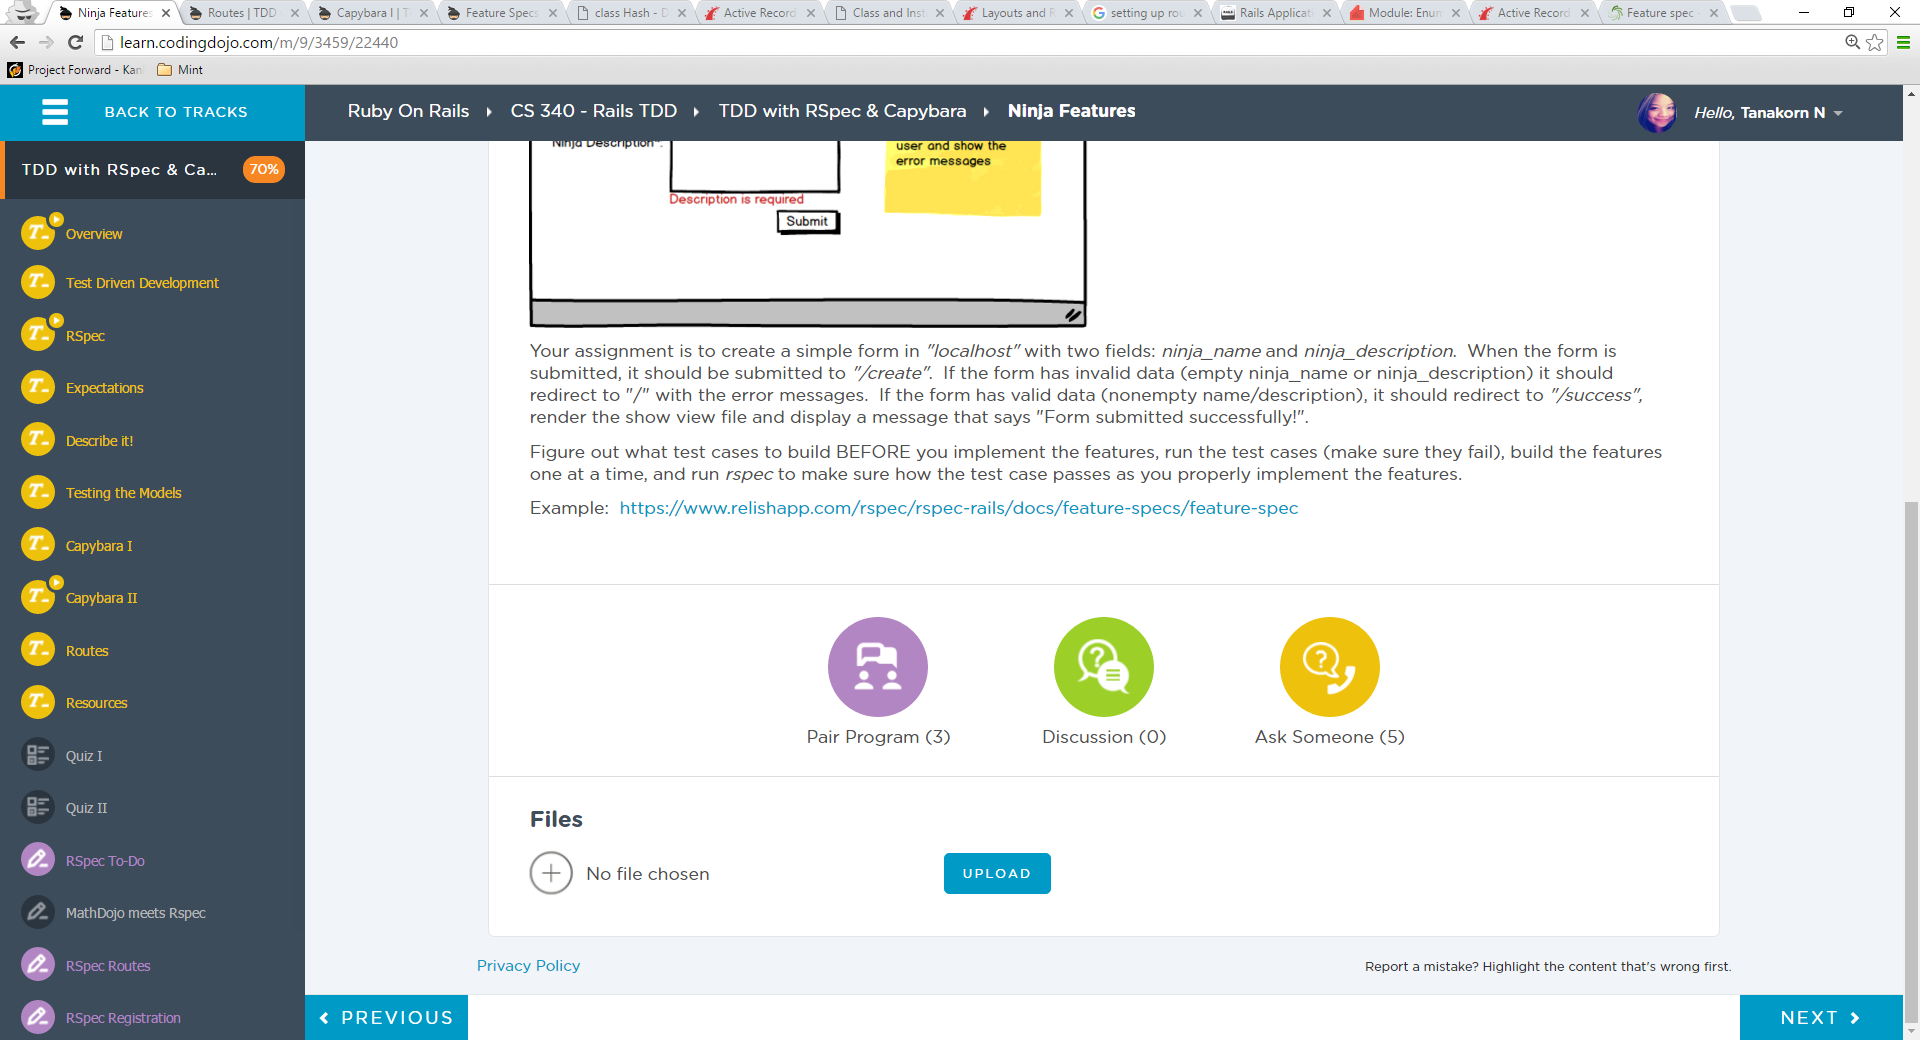 Ninja Features
Routes | TDD
Capybara I | T
Feature Specs
class Hash - D
Active Record
Class and Inst
Layouts and R
setting up rou
Rails Applicat
Module: Enum
Active Record
Feature spec -
learn.codingdojo.com/m/9/3459/22440
Project Forward - Kan
Mint
BACK TO TRACKS
Ruby On Rails
CS 340 - Rails TDD
TDD with RSpec & Capybara
Ninja Features
Hello, Tanakorn N
TDD with RSpec & Ca...
70%
Overview
Test Driven Development
RSpec
Expectations
Describe it!
Testing the Models
Capybara I
Capybara II
Routes
Resources
Quiz I
Quiz II
RSpec To-Do
MathDojo meets Rspec
RSpec Routes
RSpec Registration
Ninja Description*:
user and show the
error messages
Description is required
Submit
Your assignment is to create a simple form in "localhost" with two fields: ninja_name and ninja_description. When the form is
submitted, it should be submitted to "/create". If the form has invalid data (empty ninja_name or ninja_description) it should
redirect to "/" with the error messages. If the form has valid data (nonempty name/description), it should redirect to "/success",
render the show view file and display a message that says "Form submitted successfully!".
Figure out what test cases to build BEFORE you implement the features, run the test cases (make sure they fail), build the features
one at a time, and run rspec to make sure how the test case passes as you properly implement the features.
Example: https://www.relishapp.com/rspec/rspec-rails/docs/feature-specs/feature-spec
Pair Program (3)
Discussion (0)
Ask Someone (5)
Files
No file chosen
UPLOAD
Privacy Policy
Report a mistake? Highlight the content that's wrong first.
PREVIOUS
NEXT